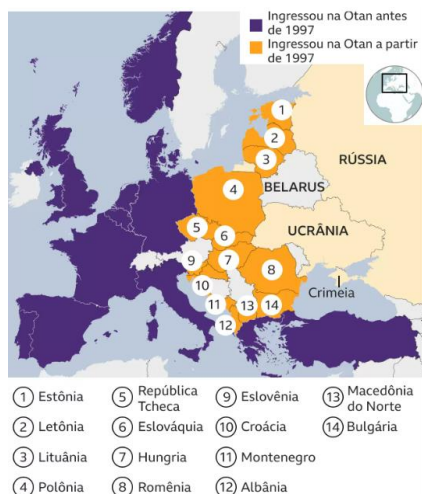 Ingressou na Otan antes
de 1997
Ingressou na Otan a partir
de 1997
1
2
3
RÚSSIA
BELARUS
4
UCRÂNIA
5
6
9
7
8
10
Crimeia
11
13
14
12
1 Estônia
2 Letônia
3 Lituânia
4 Polônia
5 República
Tcheca
6 Eslováquia
7 Hungria
8 Romênia
9 Eslovênia
10 Croácia
11 Montenegro
12 Albânia
13 Macedônia
do Norte
14 Bulgária